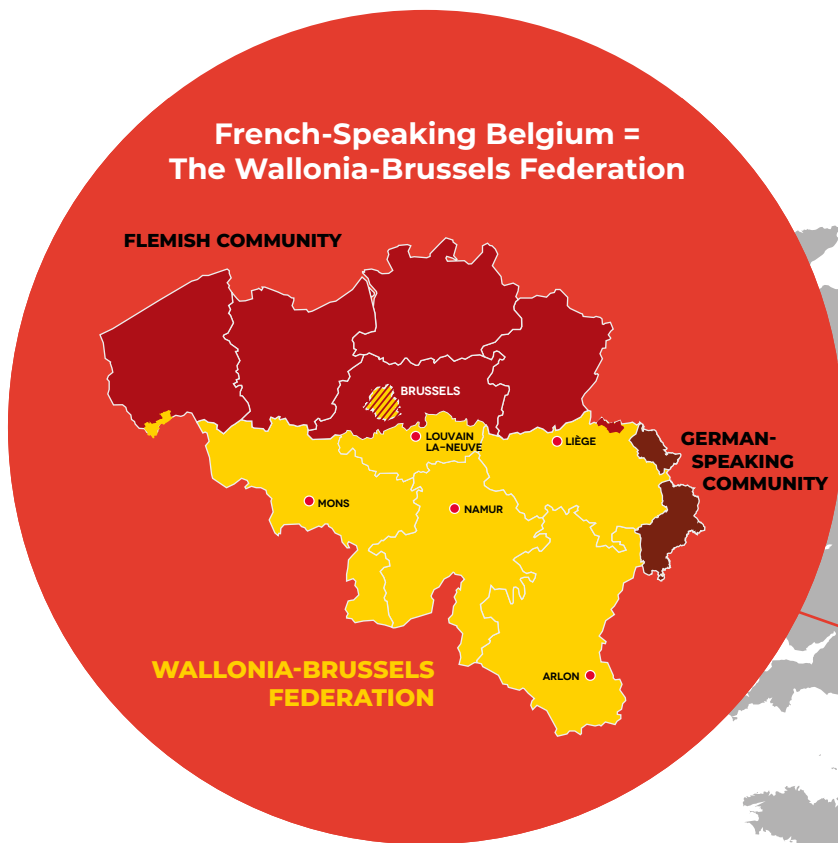 French-Speaking Belgium =
The Wallonia-Brussels Federation
FLEMISH COMMUNITY
BRUSSELS
LOUVAIN
LA-NEUVE
LIÈGE
GERMAN-
SPEAKING
COMMUNITY
MONS
NAMUR
WALLONIA-BRUSSELS
FEDERATION
ARLON